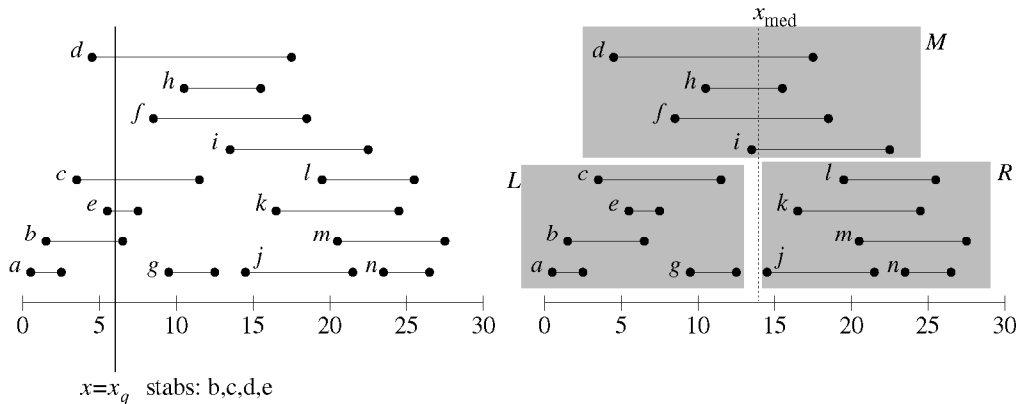 x_med
d
h
f
i
c l
e k
b m
a g j n
0 5 10 15 20 25 30
x=x_q stabs: b,c,d,e
d M
h
f
i
L c l R
e k
b m
a g j n
0 5 10 15 20 25 30